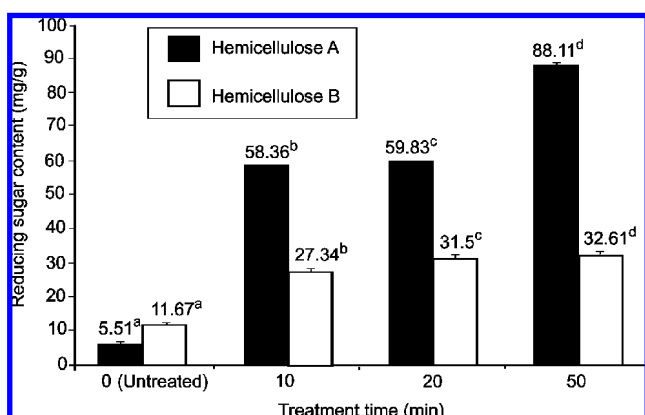 Reducing sugar content (mg/g)
100
90
80
70
60
50
40
30
20
10
0
Hemicellulose A
Hemicellulose B
5.51a
11.67a
58.36b
27.34b
59.83c
31.5c
88.11d
32.61d
0 (Untreated)
10
20
50
Treatment time (min)